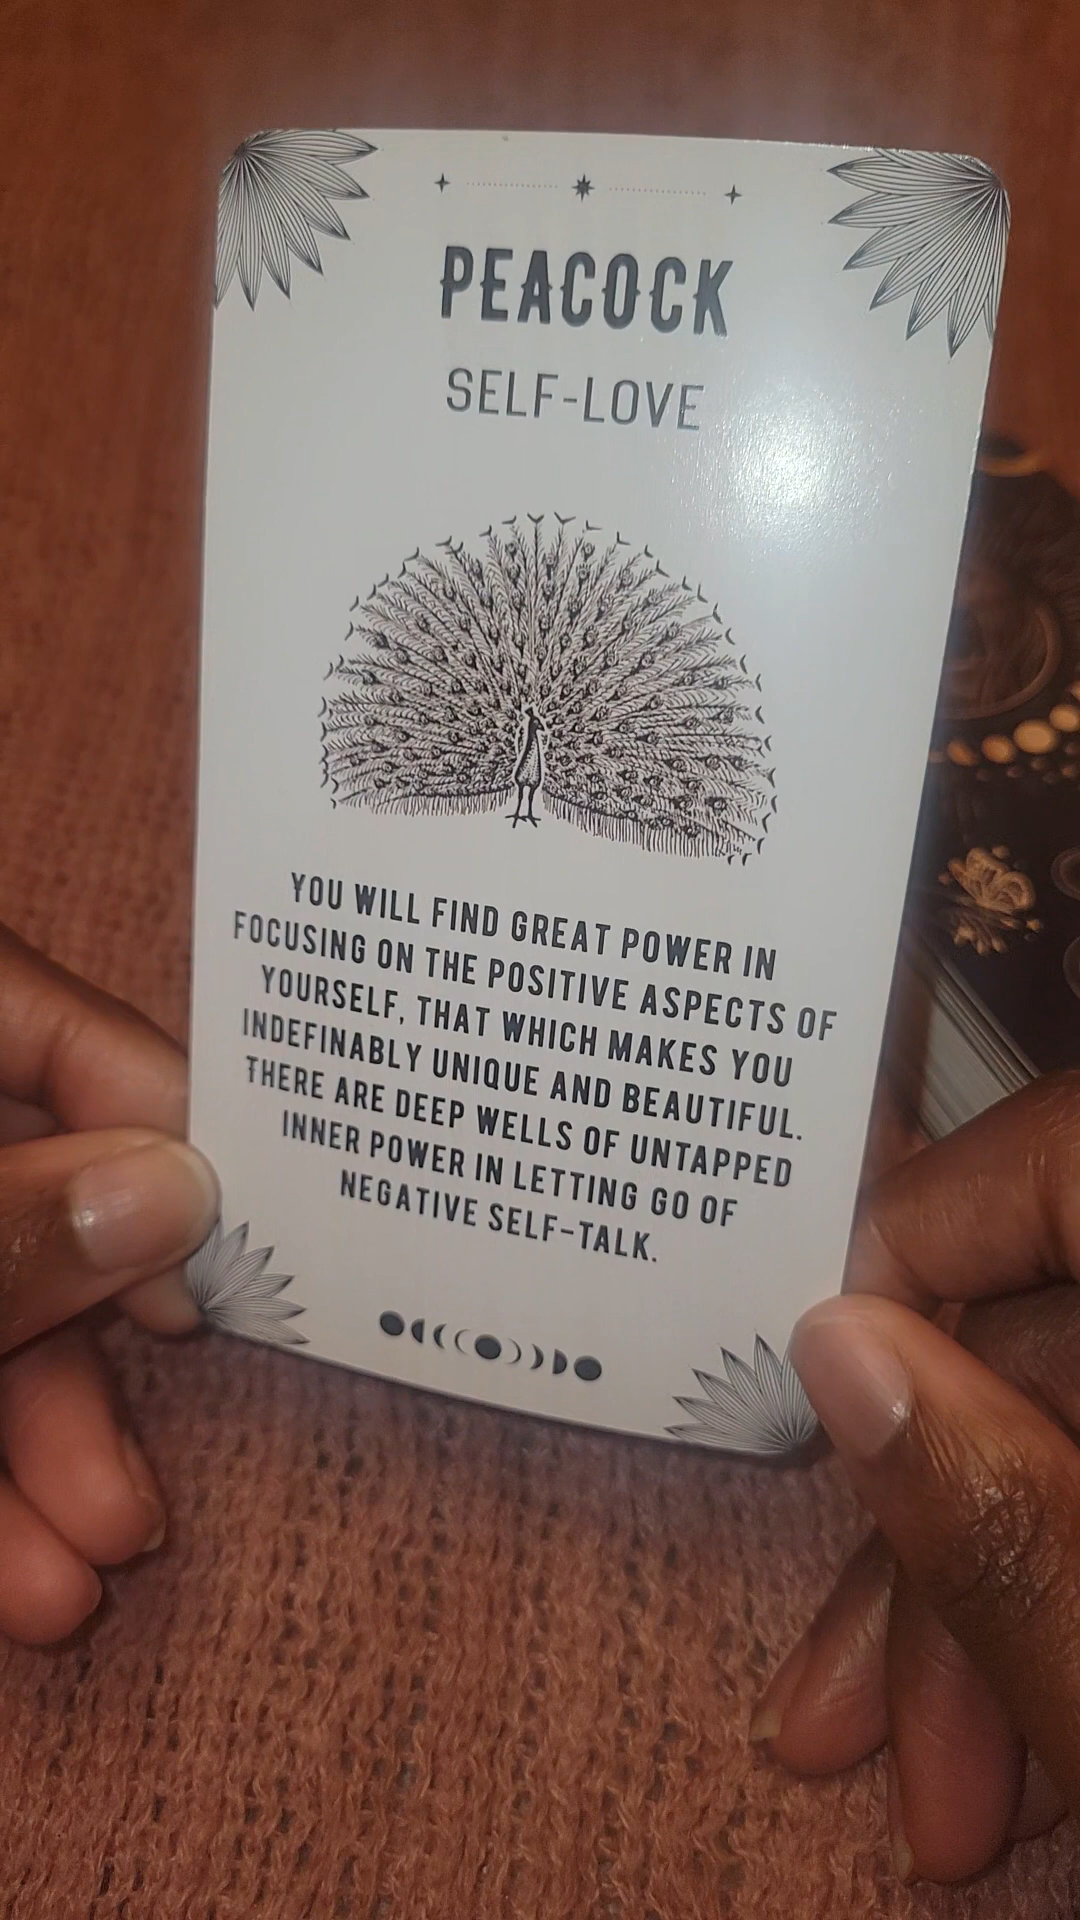 PEACOCK
SELF-LOVE
YOU WILL FIND GREAT POWER IN
FOCUSING ON THE POSITIVE ASPECTS OF
YOURSELF, THAT WHICH MAKES YOU
INDEFINABLY UNIQUE AND BEAUTIFUL.
THERE ARE DEEP WELLS OF UNTAPPED
INNER POWER IN LETTING GO OF
NEGATIVE SELF-TALK.